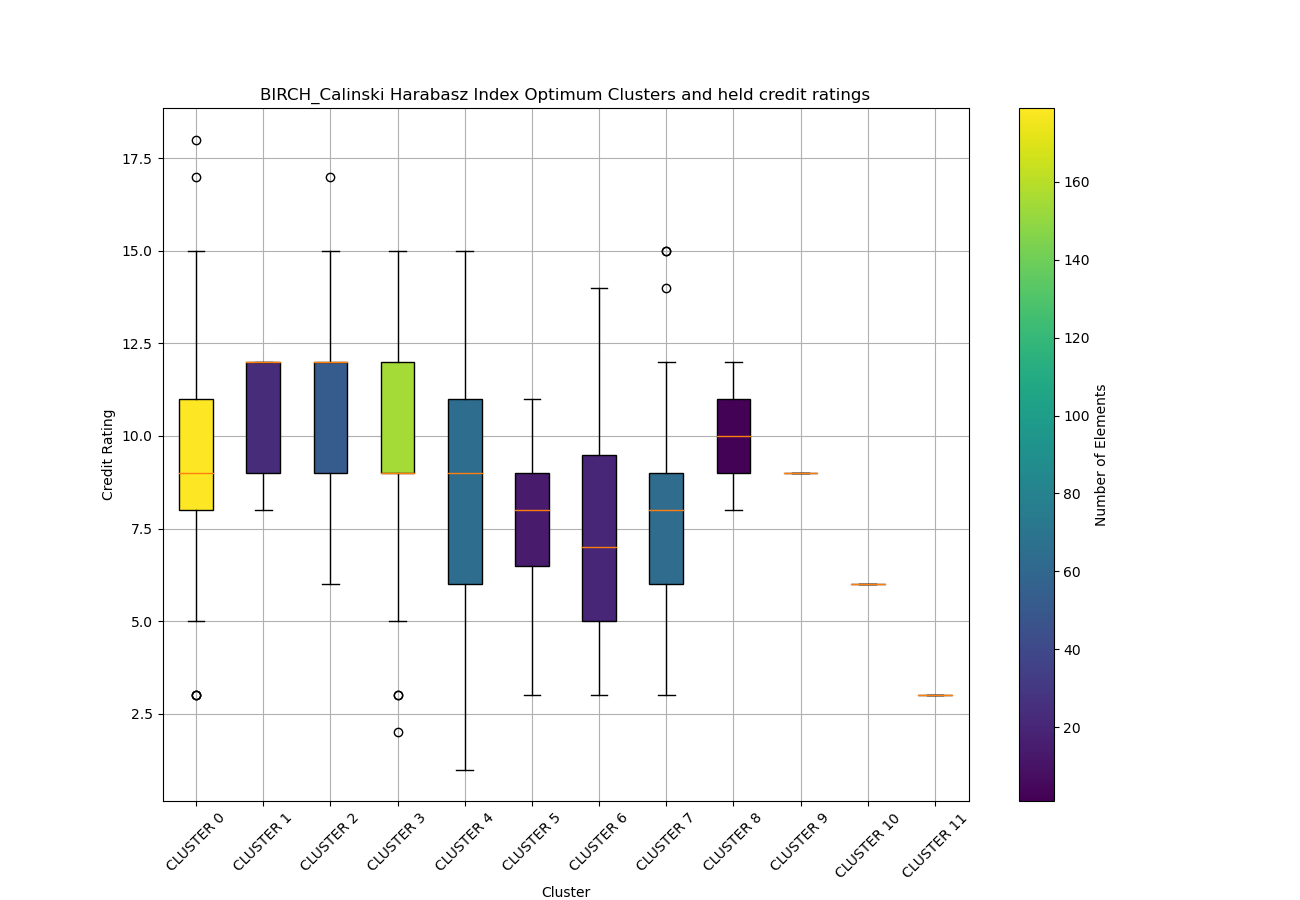 BIRCH_Calinski Harabasz Index Optimum Clusters and held credit ratings
17.5
15.0
12.5
10.0
7.5
5.0
2.5
Credit Rating
CLUSTER 0
CLUSTER 1
CLUSTER 2
CLUSTER 3
CLUSTER 4
CLUSTER 5
CLUSTER 6
CLUSTER 7
CLUSTER 8
CLUSTER 9
CLUSTER 10
CLUSTER 11
Cluster
160
140
120
100
80
60
40
20
Number of Elements